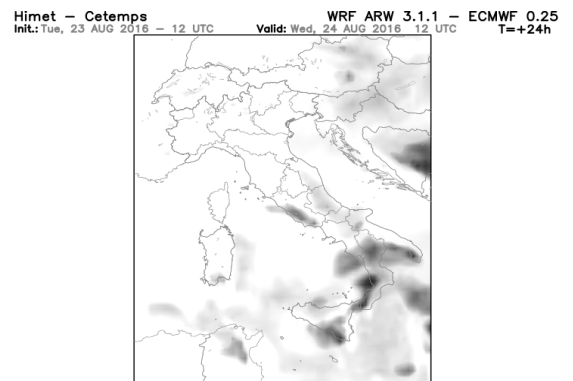 Himet – Cetemps WRF ARW 3.1.1 – ECMWF 0.25
Init.: Tue, 23 AUG 2016 – 12 UTC Valid: Wed, 24 AUG 2016 12 UTC T=+24h